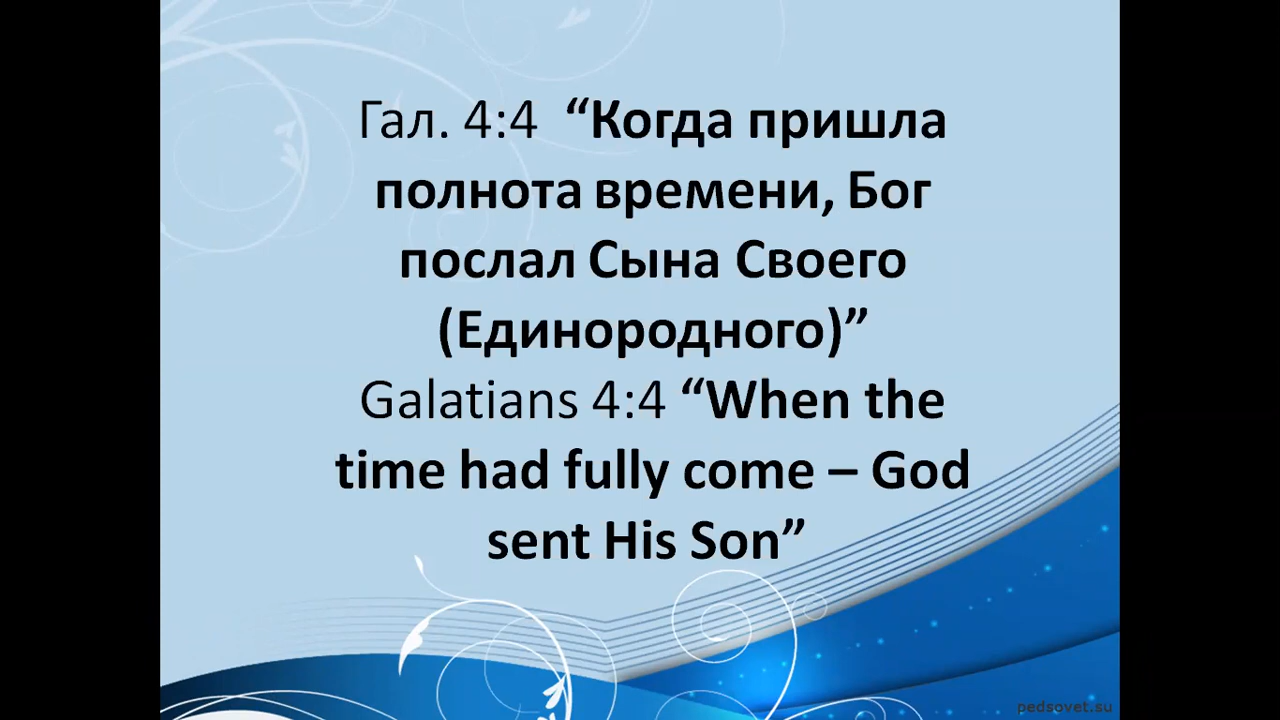 Гал. 4:4 “Когда пришла
полнота времени, Бог
послал Сына Своего
(Единородного)”
Galatians 4:4 “When the
time had fully come – God
sent His Son”
pedsovet.su